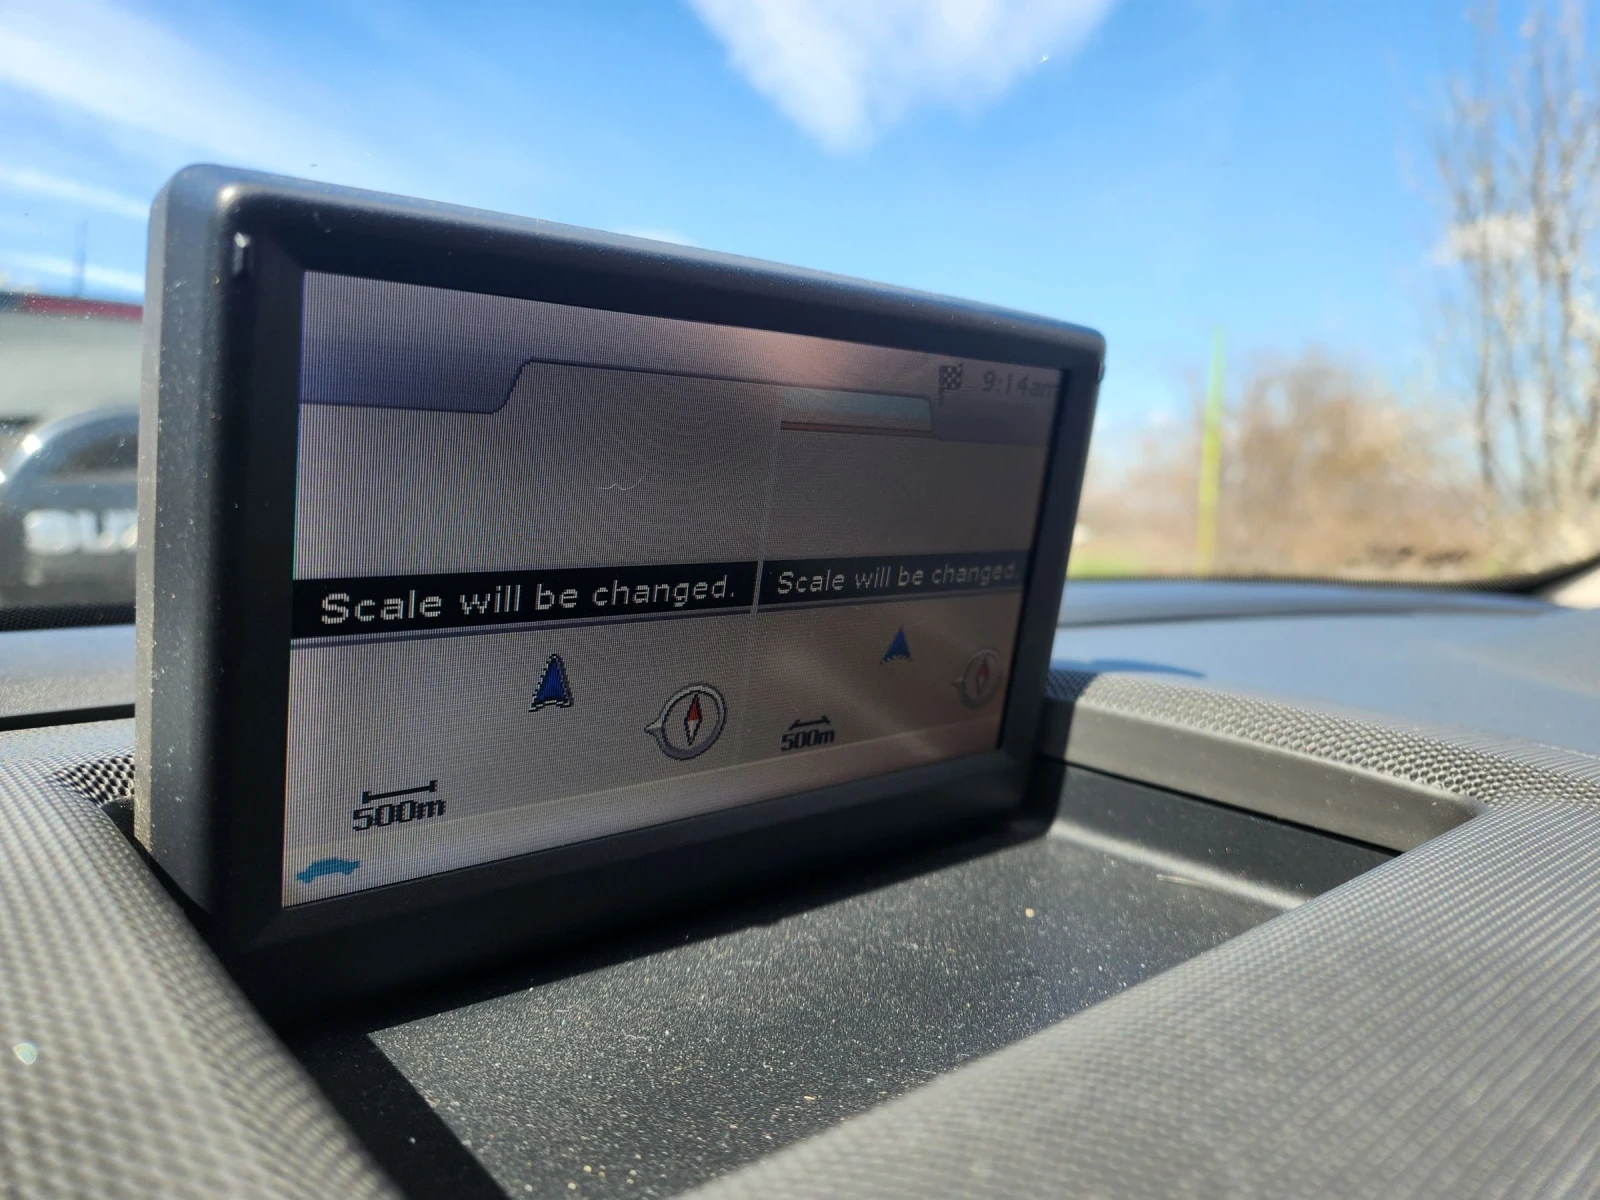 9:14am
Scale will be changed.
Scale will be changed.
500m
500m